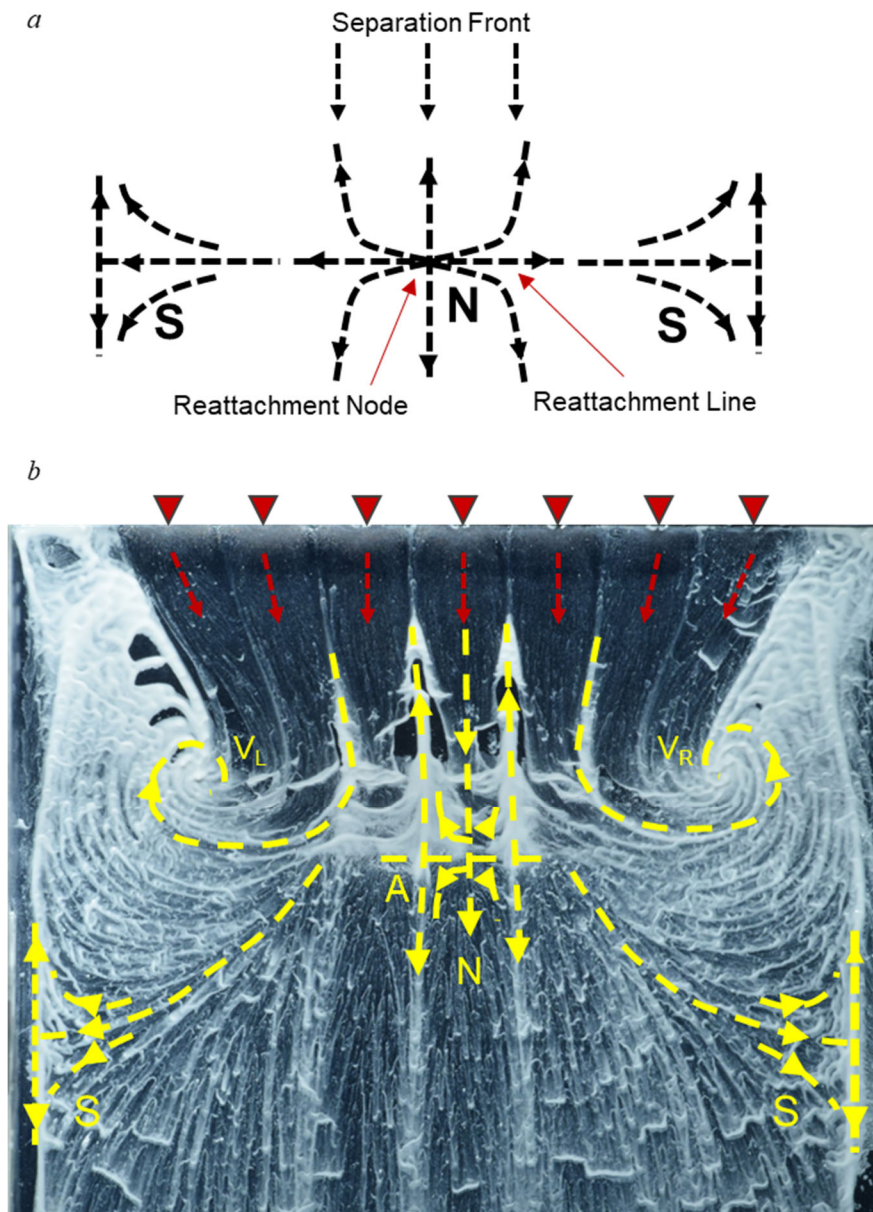 a
Separation Front
S
N
S
Reattachment Node
Reattachment Line
b
VL
VR
A
N
S
S